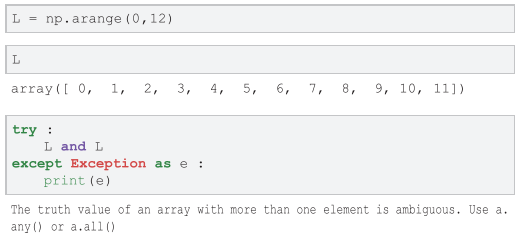 L = np.arange(0,12)
L
array([ 0,  1,  2,  3,  4,  5,  6,  7,  8,  9, 10, 11])
try :
    L and L
except Exception as e :
    print(e)
The truth value of an array with more than one element is ambiguous. Use a.
any() or a.all()